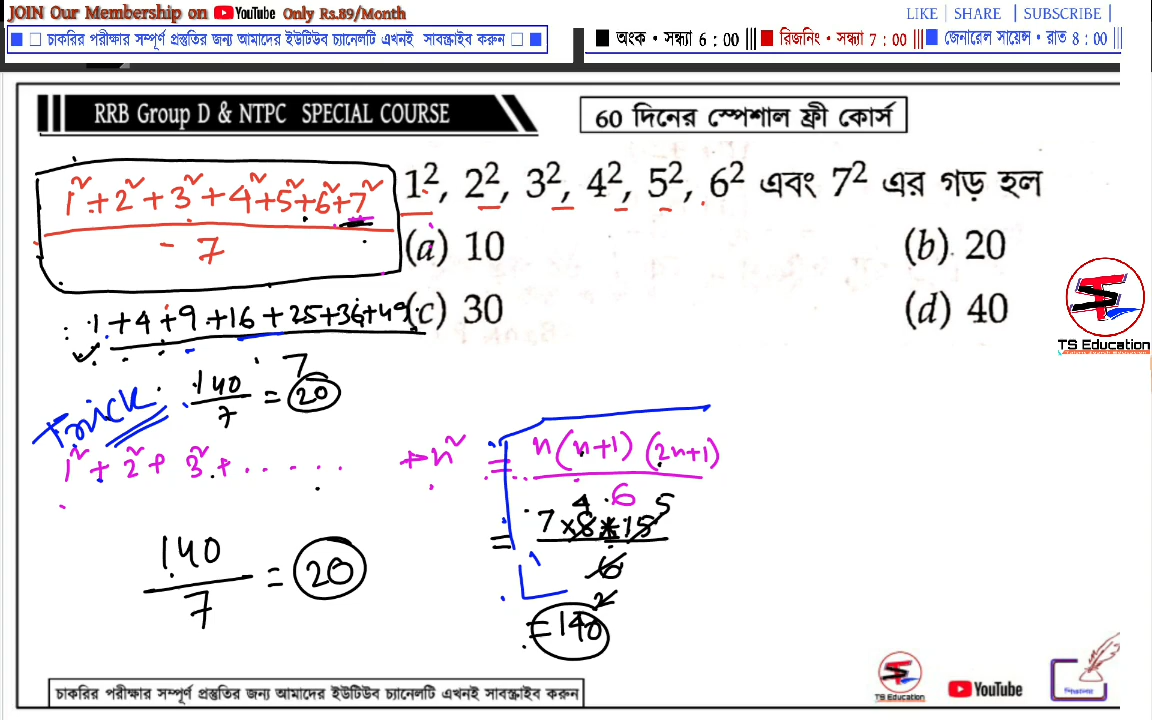 JOIN Our Membership on YouTube Only Rs.89/Month
LIKE | SHARE | SUBSCRIBE |
চাকরির পরীক্ষার সম্পূর্ণ প্রস্তুতির জন্য আমাদের ইউটিউব চ্যানেলটি এখনই সাবস্ক্রাইব করুন
■ অংক • সন্ধ্যা 6 : 00 ||| ■ রিজনিং • সন্ধ্যা 7 : 00 ||| ■ জেনারেল সায়েন্স • রাত 8 : 00 |||
RRB Group D & NTPC SPECIAL COURSE
60 দিনের স্পেশাল ফ্রী কোর্স
1², 2², 3², 4², 5², 6² এবং 7² এর গড় হল
(a) 10
(b) 20
(c) 30
(d) 40
1² + 2² + 3² + 4² + 5² + 6² + 7²
7
1 + 4 + 9 + 16 + 25 + 36 + 49
7
140
7
= 20
Trick
1² + 2² + 3² + ...... + n² = n(n+1)(2n+1)
6
= 7 × 8 * 15
4 5
6
2
= 140
140
7
= 20
TS Education
চাকরির পরীক্ষার সম্পূর্ণ প্রস্তুতির জন্য আমাদের ইউটিউব চ্যানেলটি এখনই সাবস্ক্রাইব করুন
TS Education
YouTube